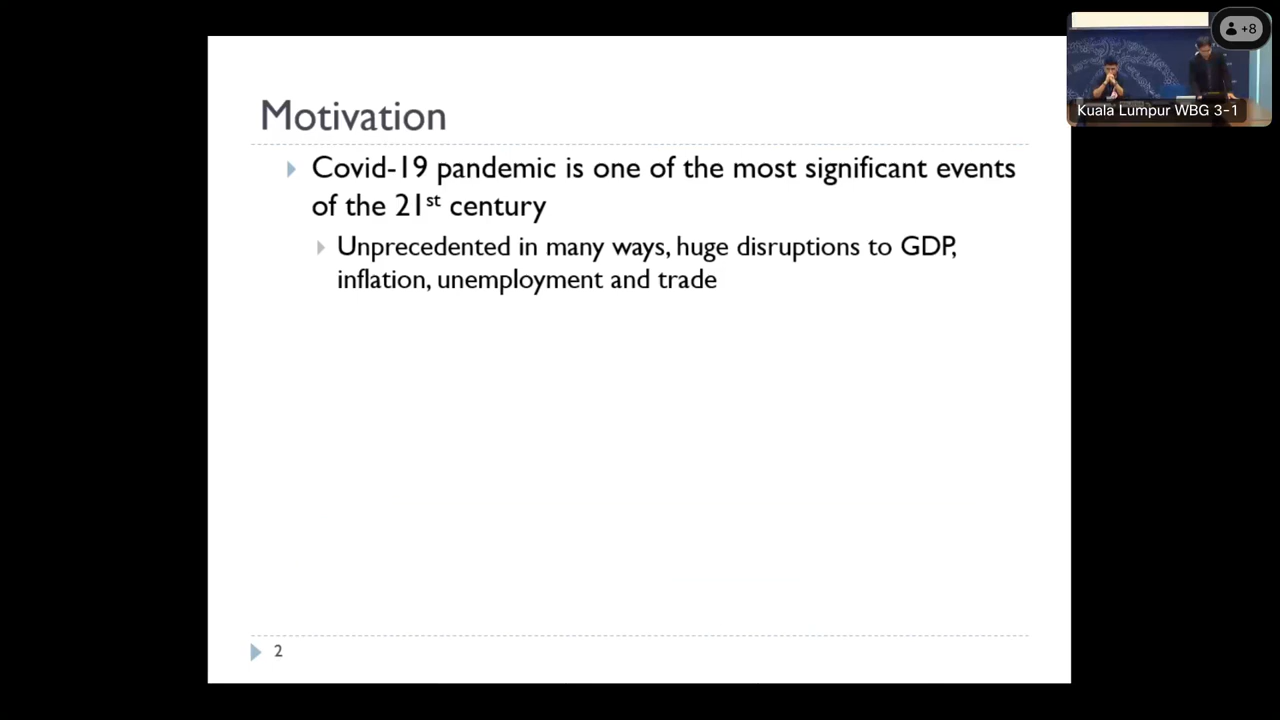 +8
Kuala Lumpur WBG 3-1
Motivation
Covid-19 pandemic is one of the most significant events
of the 21st century
Unprecedented in many ways, huge disruptions to GDP,
inflation, unemployment and trade
2